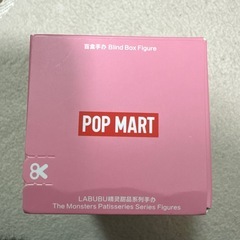 盲盒手办 Blind Box Figure
POP MART
LABUBU精灵甜品系列手办
The Monsters Patisseries Series Figures